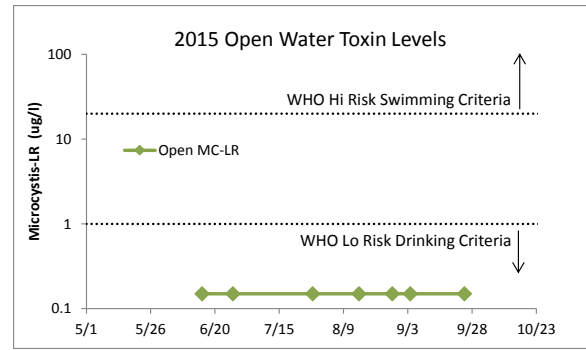 2015 Open Water Toxin Levels
100
WHO Hi Risk Swimming Criteria
10
Open MC-LR
Microcystis-LR (ug/l)
1
WHO Lo Risk Drinking Criteria
0.1
5/1 5/26 6/20 7/15 8/9 9/3 9/28 10/23